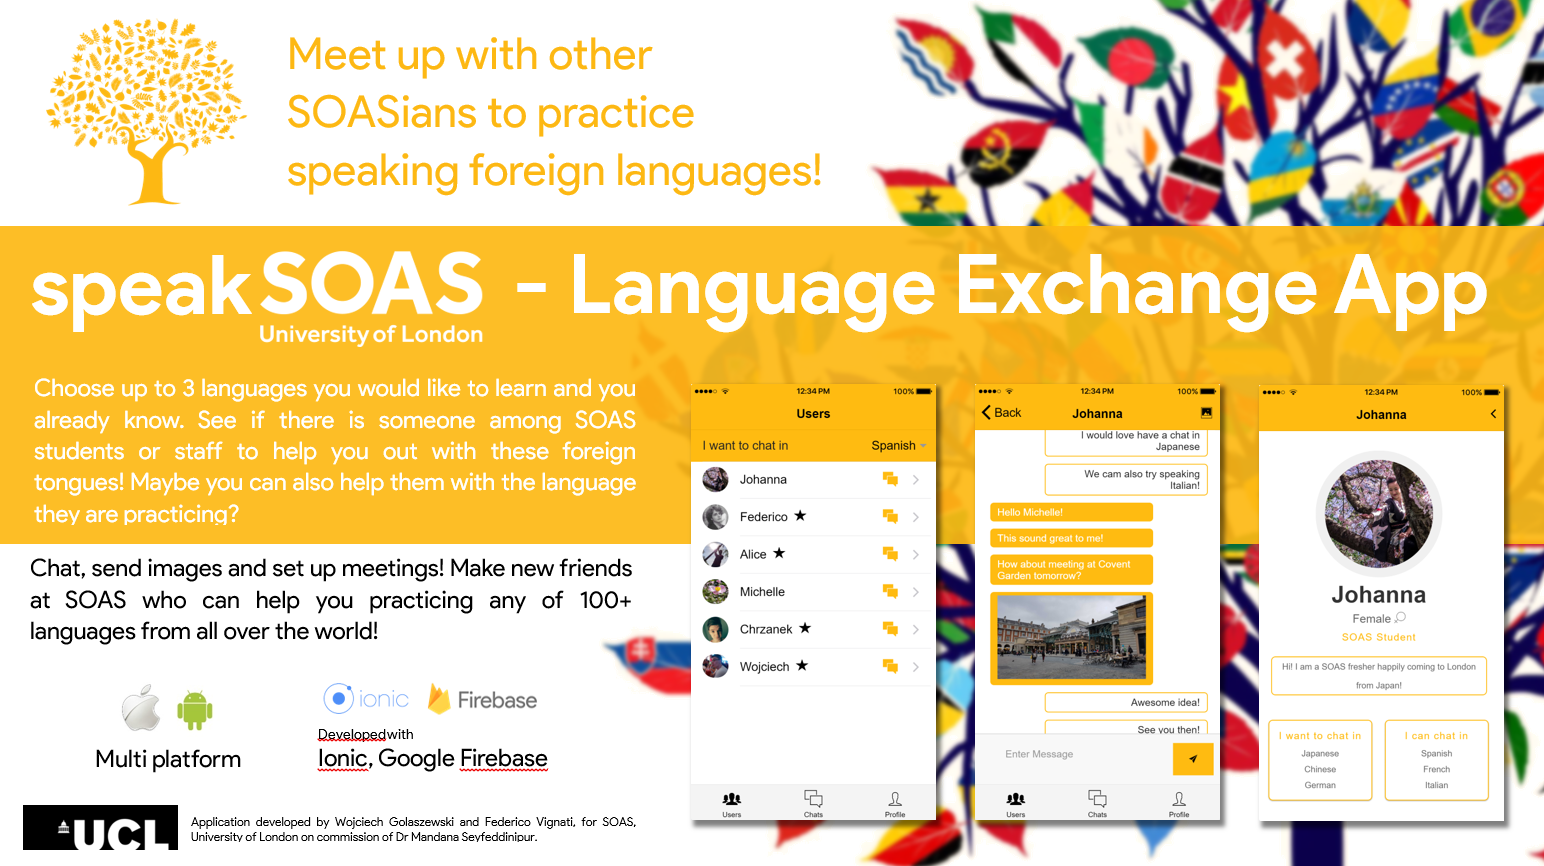 Meet up with other
SOASians to practice
speaking foreign languages!
speakSOAS - Language Exchange App
University of London
Choose up to 3 languages you would like to learn and you
already know. See if there is someone among SOAS
students or staff to help you out with these foreign
tongues! Maybe you can also help them with the language
they are practicing?
Chat, send images and set up meetings! Make new friends
at SOAS who can help you practicing any of 100+
languages from all over the world!
Multi platform
ionic
Firebase
Developedwith
Ionic, Google Firebase
UCL
Application developed by Wojciech Golaszewski and Federico Vignati, for SOAS,
University of London on commission of Dr Mandana Seyfeddinipur.
12:34 PM 100%
Users
I want to chat in Spanish
Johanna
Federico ★
Alice ★
Michelle
Chrzanek ★
Wojciech ★
Users Chats Profile
12:34 PM 100%
Back Johanna
I would love have a chat in
Japanese
We cam also try speaking
Italian!
Hello Michelle!
This sound great to me!
How about meeting at Covent
Garden tomorrow?
Awesome idea!
See you then!
Enter Message
Users Chats Profile
12:34 PM 100%
Johanna
Johanna
Female
SOAS Student
Hi! I am a SOAS fresher happily coming to London
from Japan!
I want to chat in
Japanese
Chinese
German
I can chat in
Spanish
French
Italian